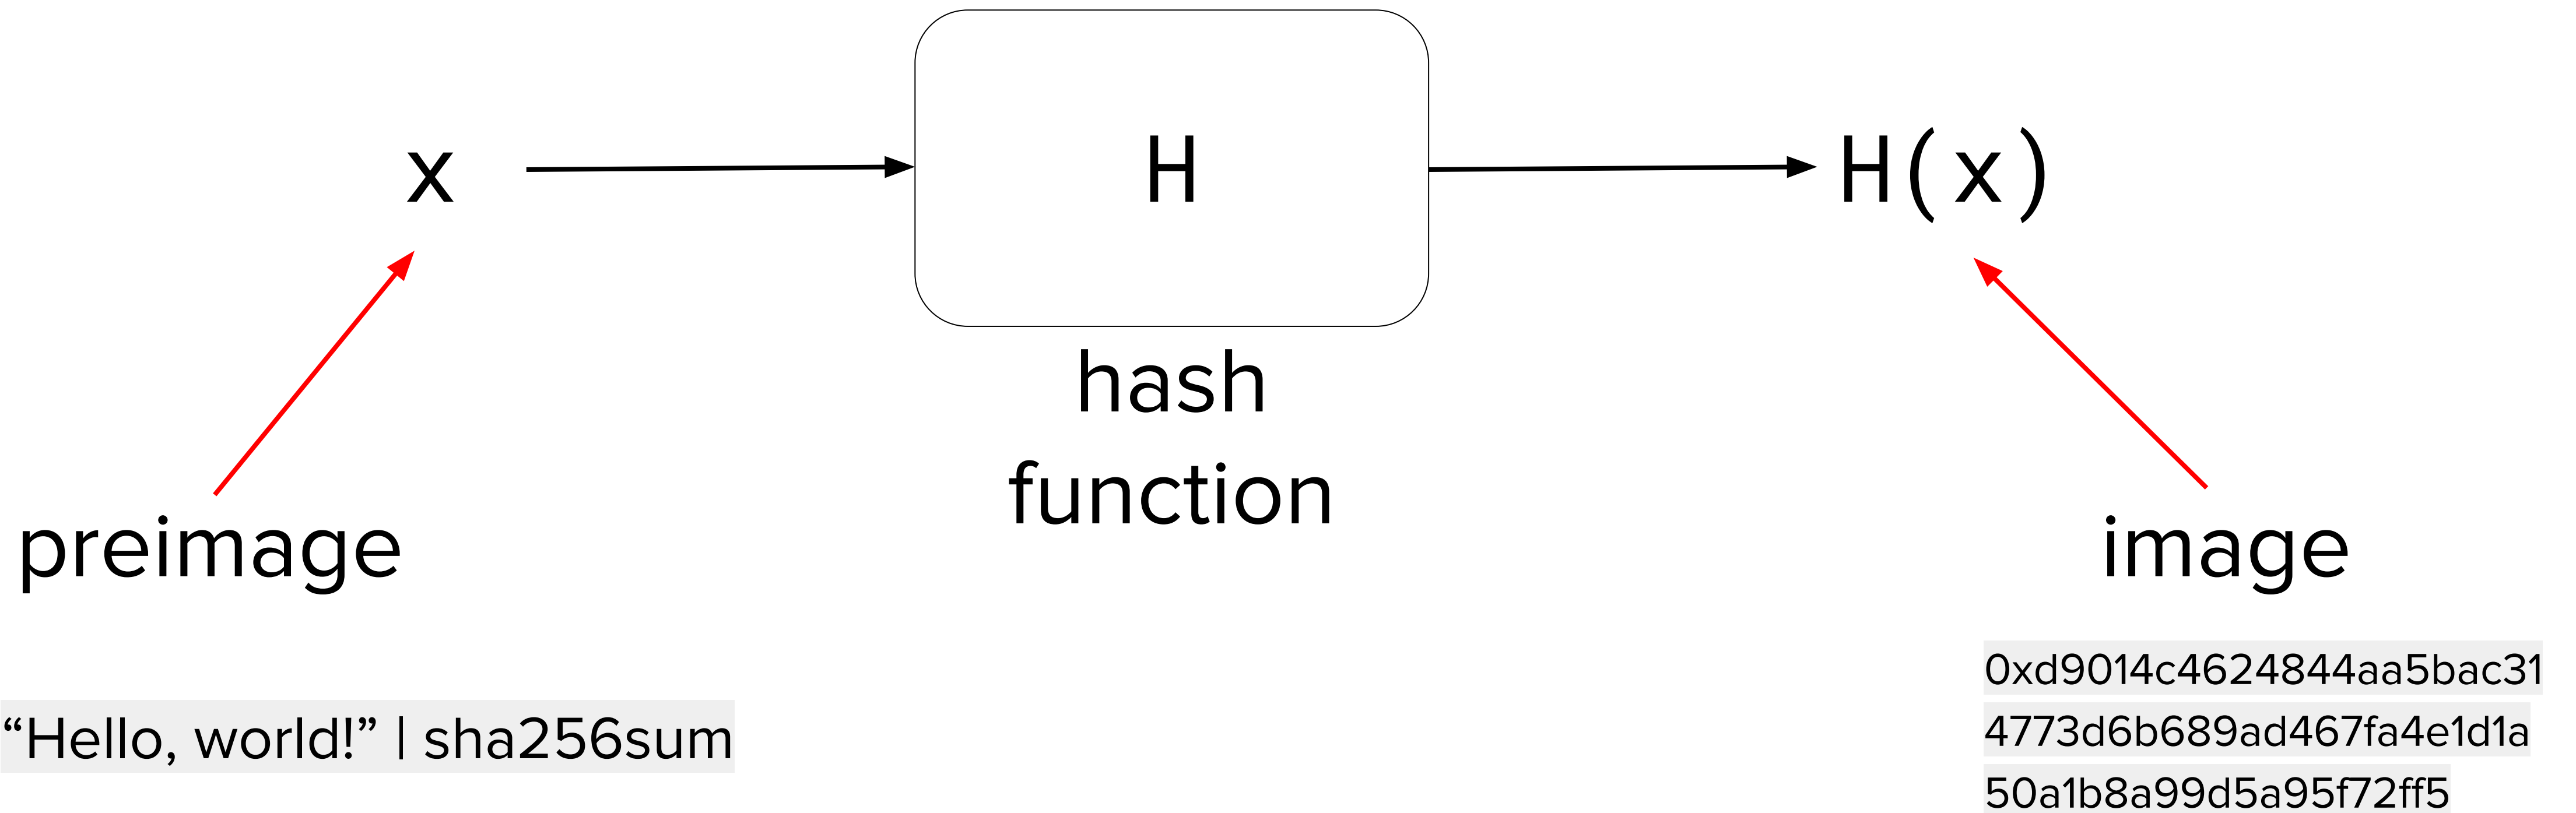 x
H
H(x)
hash
function
preimage
image
“Hello, world!” | sha256sum
0xd9014c4624844aa5bac31
4773d6b689ad467fa4e1d1a
50a1b8a99d5a95f72ff5